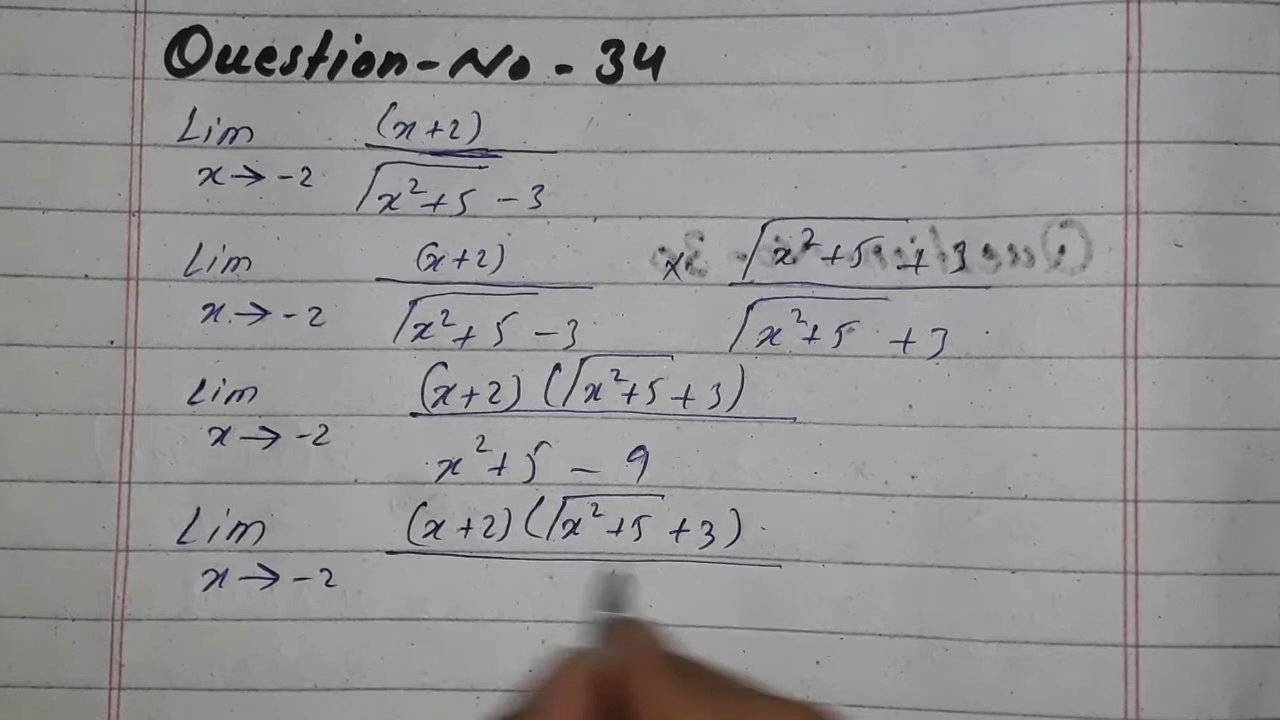 Question-No-34
Lim (x+2)
x→-2 √x²+5 - 3
Lim (x+2) × √x²+5 + 3
x→-2 √x²+5 - 3 √x²+5 + 3
Lim (x+2)(√x²+5 + 3)
x→-2 x²+5 - 9
Lim (x+2)(√x²+5 + 3)
x→-2